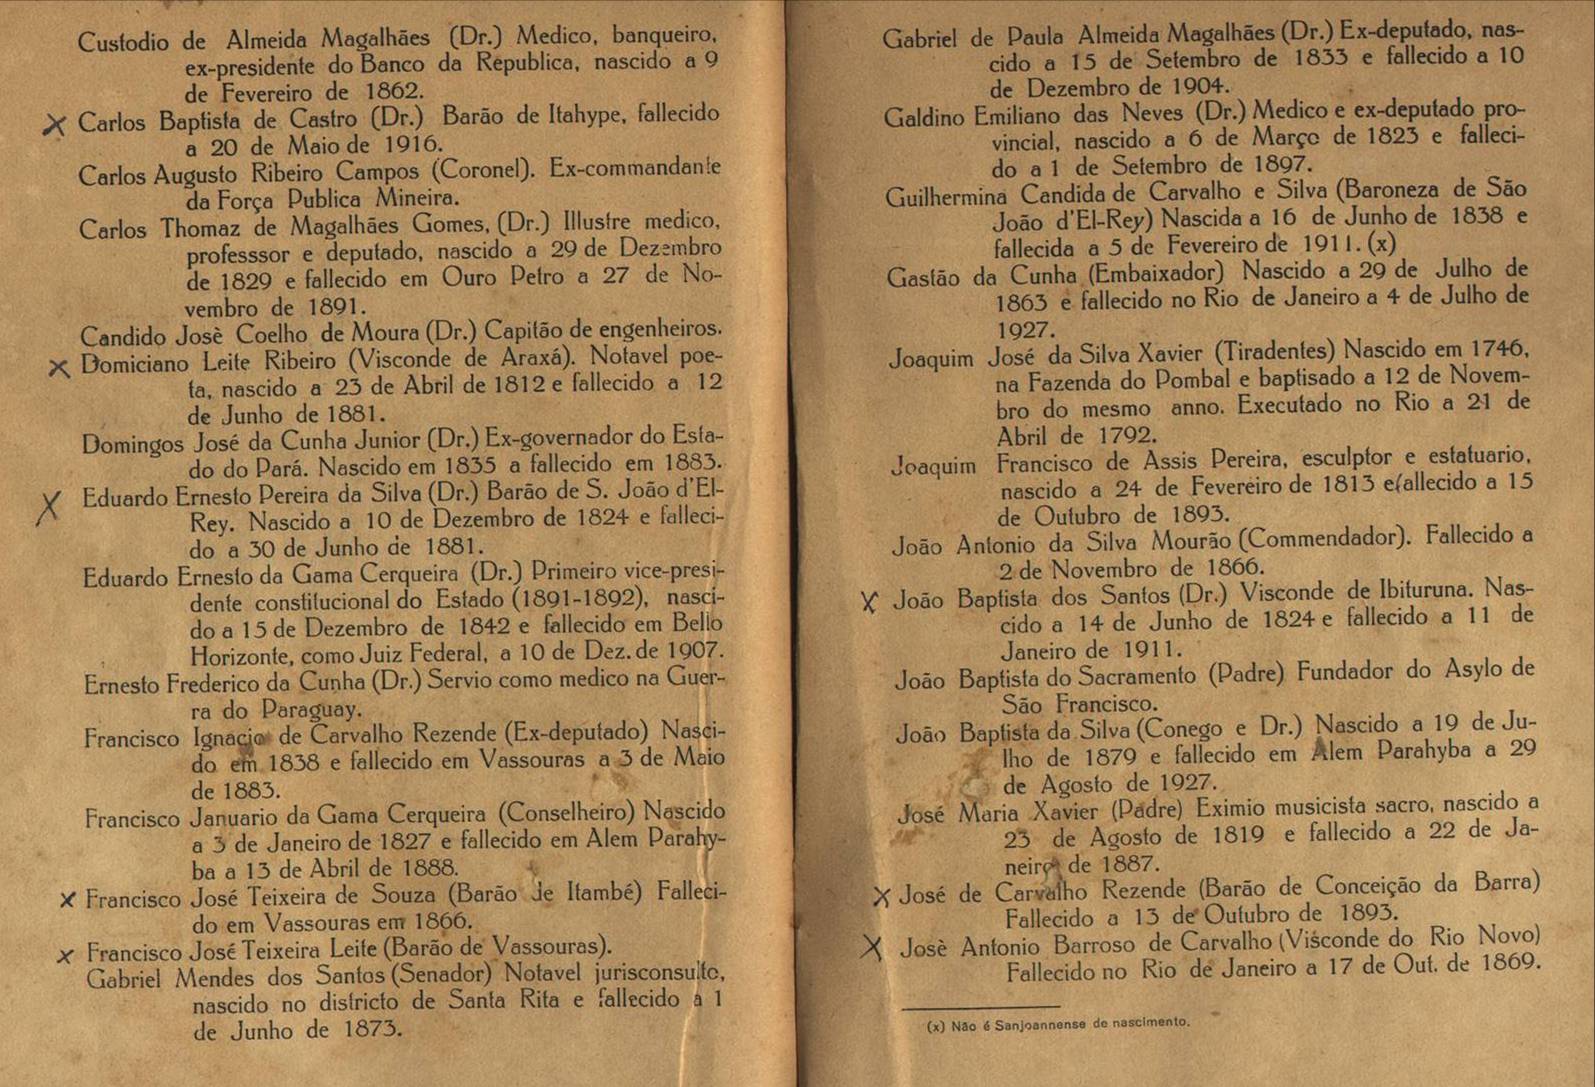 Custodio de Almeida Magalhães (Dr.) Medico, banqueiro,
ex-presidente do Banco da Republica, nascido a 9
de Fevereiro de 1862.
Carlos Baptista de Castro (Dr.) Barão de Itahype, fallecido
a 20 de Maio de 1916.
Carlos Augusto Ribeiro Campos (Coronel). Ex-commandante
da Força Publica Mineira.
Carlos Thomaz de Magalhães Gomes, (Dr.) Illustre medico,
professsor e deputado, nascido a 29 de Dezembro
de 1829 e fallecido em Ouro Petro a 27 de No-
vembro de 1891.
Candido Josè Coelho de Moura (Dr.) Capitão de engenheiros.
Domiciano Leite Ribeiro (Visconde de Araxá). Notavel poe-
ta, nascido a 23 de Abril de 1812 e fallecido a 12
de Junho de 1881.
Domingos José da Cunha Junior (Dr.) Ex-governador do Esta-
do do Pará. Nascido em 1835 a fallecido em 1883.
Eduardo Ernesto Pereira da Silva (Dr.) Barão de S. João d'El-
Rey. Nascido a 10 de Dezembro de 1824 e falleci-
do a 30 de Junho de 1881.
Eduardo Ernesto da Gama Cerqueira (Dr.) Primeiro vice-presi-
dente constitucional do Estado (1891-1892), nasci-
do a 15 de Dezembro de 1842 e fallecido em Bello
Horizonte, como Juiz Federal, a 10 de Dez. de 1907.
Ernesto Frederico da Cunha (Dr.) Servio como medico na Guer-
ra do Paraguay.
Francisco Ignacio de Carvalho Rezende (Ex-deputado) Nasci-
do em 1838 e fallecido em Vassouras a 3 de Maio
de 1883.
Francisco Januario da Gama Cerqueira (Conselheiro) Nascido
a 3 de Janeiro de 1827 e fallecido em Alem Parahy-
ba a 13 de Abril de 1888.
Francisco José Teixeira de Souza (Barão de Itambé) Falleci-
do em Vassouras em 1866.
Francisco José Teixeira Leite (Barão de Vassouras).
Gabriel Mendes dos Santos (Senador) Notavel jurisconsulto,
nascido no districto de Santa Rita e fallecido a 1
de Junho de 1873.
Gabriel de Paula Almeida Magalhães (Dr.) Ex-deputado, nas-
cido a 15 de Setembro de 1833 e fallecido a 10
de Dezembro de 1904.
Galdino Emiliano das Neves (Dr.) Medico e ex-deputado pro-
vincial, nascido a 6 de Março de 1823 e falleci-
do a 1 de Setembro de 1897.
Guilhermina Candida de Carvalho e Silva (Baroneza de São
João d'El-Rey) Nascida a 16 de Junho de 1838 e
fallecida a 5 de Fevereiro de 1911. (x)
Gastão da Cunha (Embaixador) Nascido a 29 de Julho de
1863 e fallecido no Rio de Janeiro a 4 de Julho de
1927.
Joaquim José da Silva Xavier (Tiradentes) Nascido em 1746,
na Fazenda do Pombal e baptisado a 12 de Novem-
bro do mesmo anno. Executado no Rio a 21 de
Abril de 1792.
Joaquim Francisco de Assis Pereira, esculptor e estatuario,
nascido a 24 de Fevereiro de 1813 e fallecido a 15
de Outubro de 1893.
João Antonio da Silva Mourão (Commendador). Fallecido a
2 de Novembro de 1866.
João Baptista dos Santos (Dr.) Visconde de Ibituruna. Nas-
cido a 14 de Junho de 1824 e fallecido a 11 de
Janeiro de 1911.
João Baptista do Sacramento (Padre) Fundador do Asylo de
São Francisco.
João Baptista da Silva (Conego e Dr.) Nascido a 19 de Ju-
lho de 1879 e fallecido em Alem Parahyba a 29
de Agosto de 1927.
José Maria Xavier (Padre) Eximio musicista sacro, nascido a
23 de Agosto de 1819 e fallecido a 22 de Ja-
neiro de 1887.
José de Carvalho Rezende (Barão de Conceição da Barra)
Fallecido a 13 de Outubro de 1893.
Josè Antonio Barroso de Carvalho (Visconde do Rio Novo)
Fallecido no Rio de Janeiro a 17 de Out. de 1869.
(x) Não é Sanjoannense de nascimento.